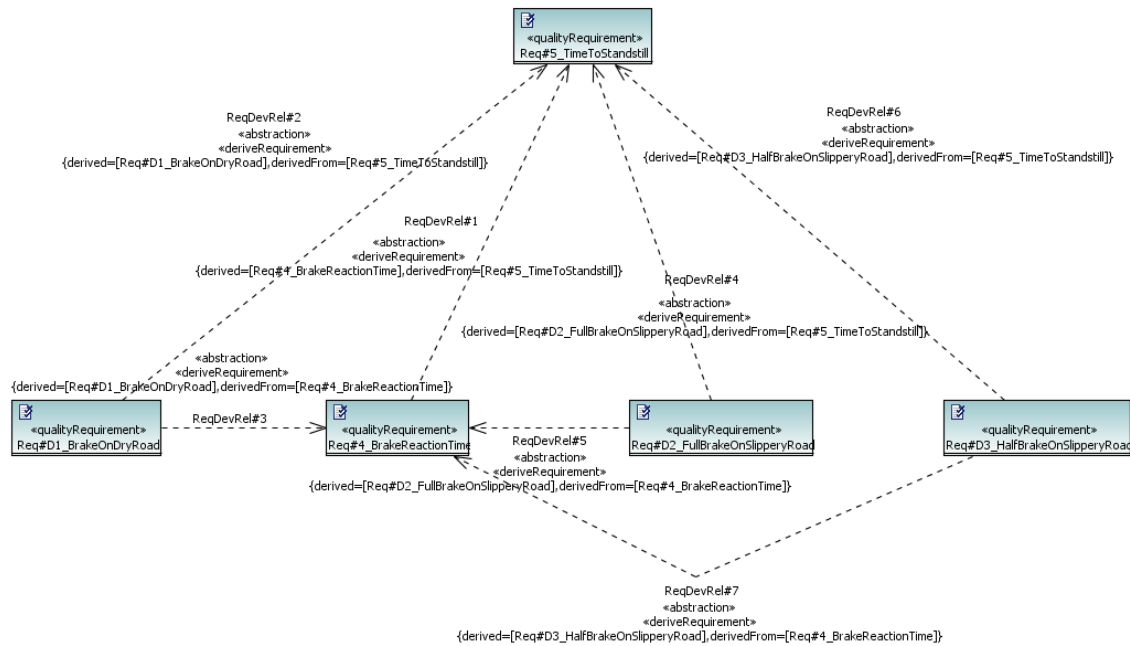 «qualityRequirement»
Req#5_TimeToStandstill
ReqDevRel#2
«abstraction»
«deriveRequirement»
{derived=[Req#D1_BrakeOnDryRoad],derivedFrom=[Req#5_TimeToStandstill]}
ReqDevRel#6
«abstraction»
«deriveRequirement»
{derived=[Req#D3_HalfBrakeOnSlipperyRoad],derivedFrom=[Req#5_TimeToStandstill]}
ReqDevRel#1
«abstraction»
«deriveRequirement»
{derived=[Req#4_BrakeReactionTime],derivedFrom=[Req#5_TimeToStandstill]}
ReqDevRel#4
«abstraction»
«deriveRequirement»
{derived=[Req#D2_FullBrakeOnSlipperyRoad],derivedFrom=[Req#5_TimeToStandstill]}
«abstraction»
«deriveRequirement»
{derived=[Req#D1_BrakeOnDryRoad],derivedFrom=[Req#4_BrakeReactionTime]}
«qualityRequirement»
Req#D1_BrakeOnDryRoad
ReqDevRel#3
«qualityRequirement»
Req#4_BrakeReactionTime
«qualityRequirement»
Req#D2_FullBrakeOnSlipperyRoad
«qualityRequirement»
Req#D3_HalfBrakeOnSlipperyRoad
ReqDevRel#5
«abstraction»
«deriveRequirement»
{derived=[Req#D2_FullBrakeOnSlipperyRoad],derivedFrom=[Req#4_BrakeReactionTime]}
ReqDevRel#7
«abstraction»
«deriveRequirement»
{derived=[Req#D3_HalfBrakeOnSlipperyRoad],derivedFrom=[Req#4_BrakeReactionTime]}